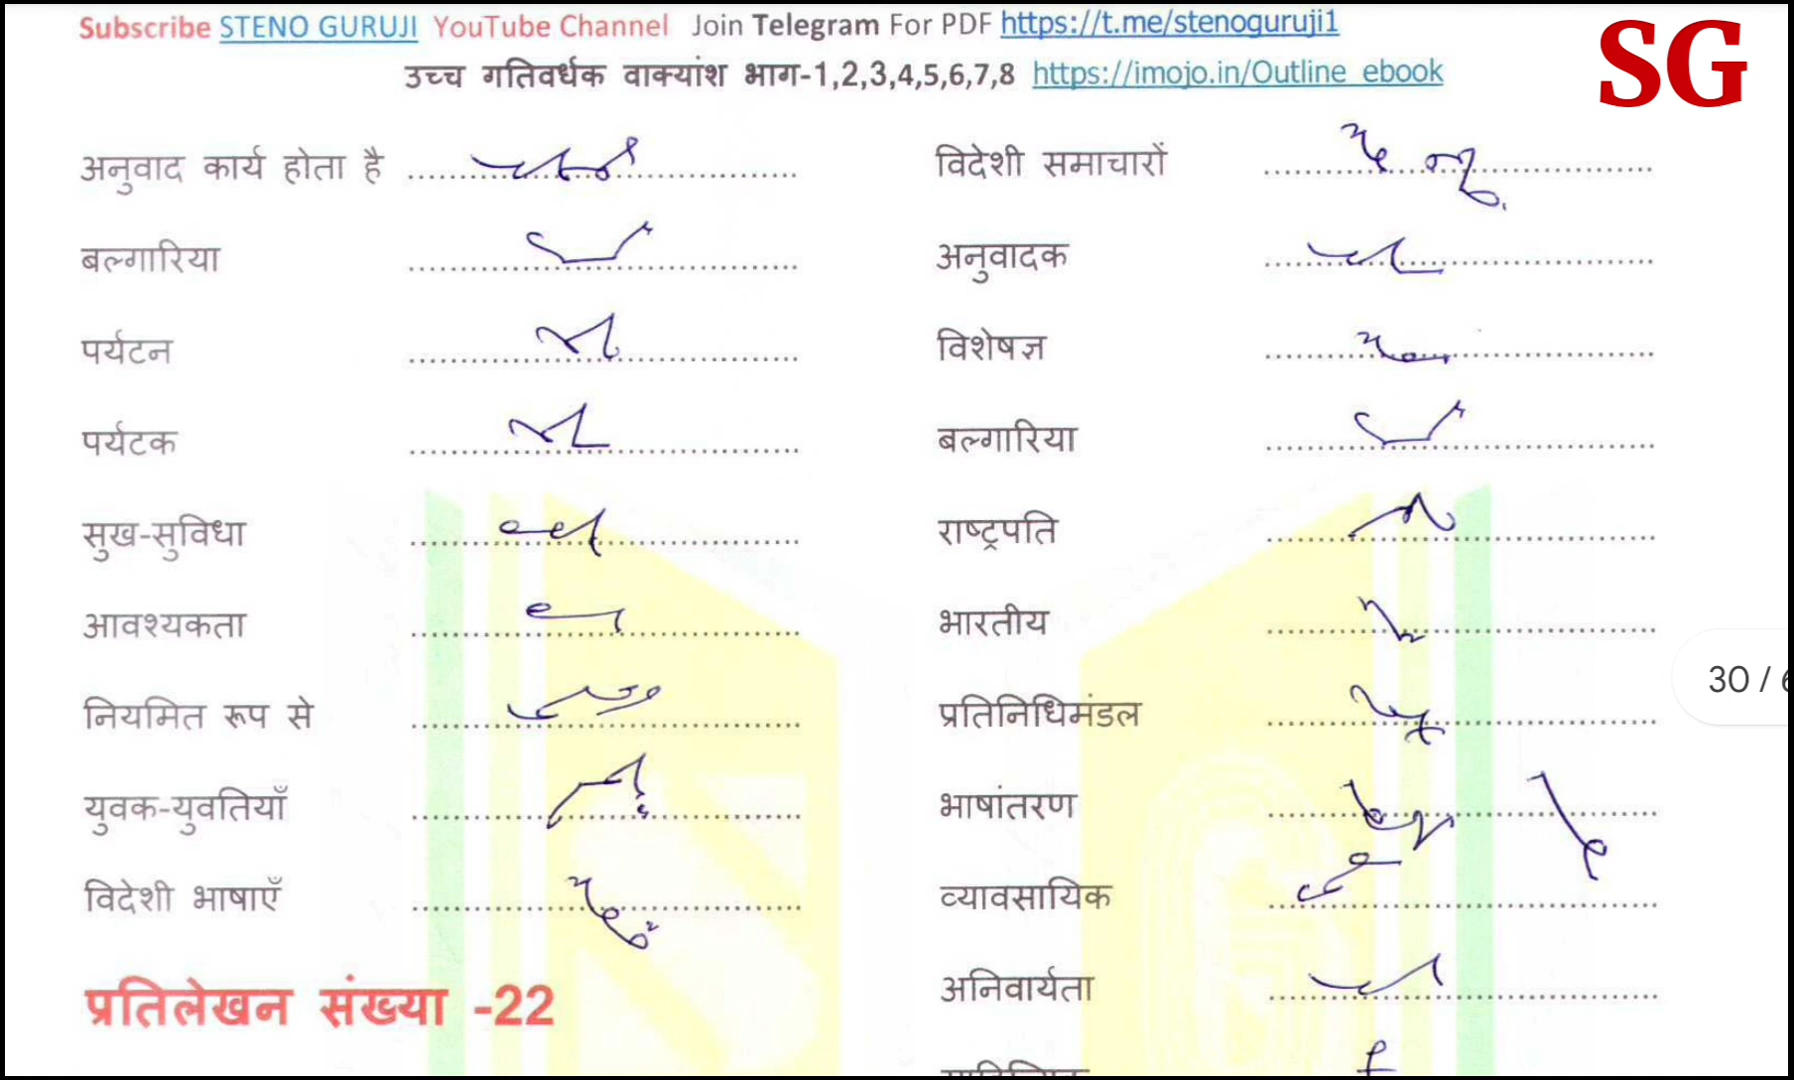 Subscribe STENO GURUJI YouTube Channel Join Telegram For PDF https://t.me/stenoguruji1
SG
उच्च गतिवर्धक वाक्यांश भाग-1,2,3,4,5,6,7,8 https://imojo.in/Outline_ebook
अनुवाद कार्य होता है
विदेशी समाचारों
बल्गारिया
अनुवादक
पर्यटन
विशेषज्ञ
पर्यटक
बल्गारिया
सुख-सुविधा
राष्ट्रपति
आवश्यकता
भारतीय
30 / 6
नियमित रूप से
प्रतिनिधिमंडल
युवक-युवतियाँ
भाषांतरण
विदेशी भाषाएँ
व्यावसायिक
अनिवार्यता
प्रतिलेखन संख्या -22